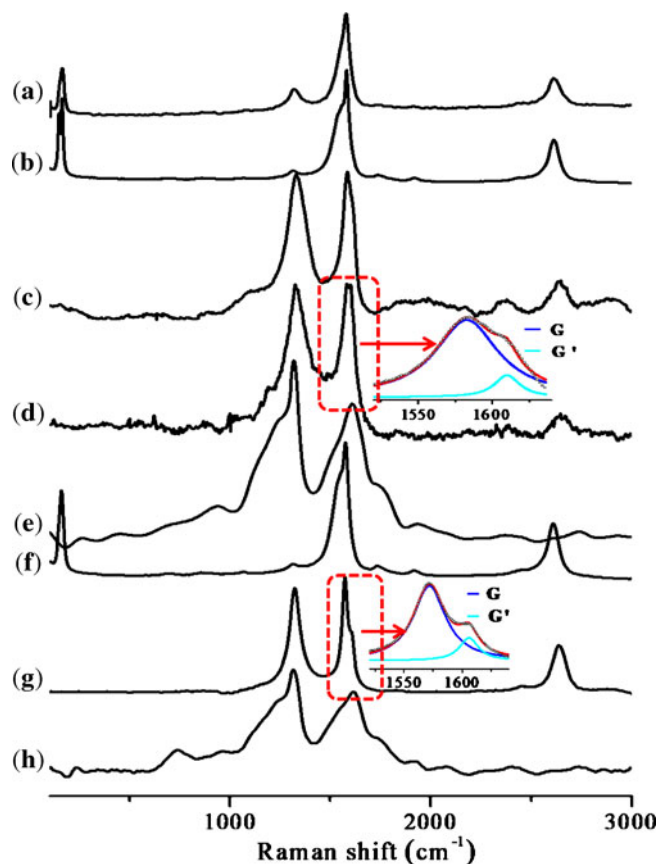 (a)
(b)
(c)
G
G'
1550 1600
(d)
(e)
(f)
G
G'
1550 1600
(g)
(h)
1000 2000 3000
Raman shift (cm⁻¹)